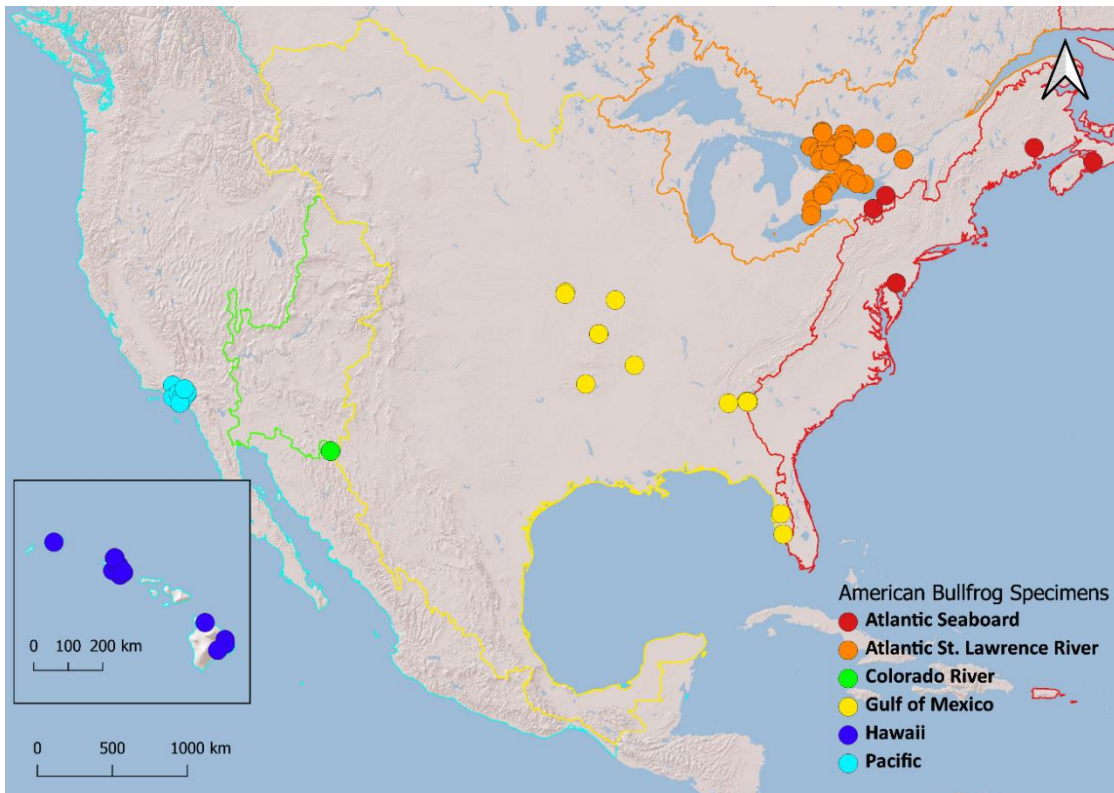 American Bullfrog Specimens
Atlantic Seaboard
Atlantic St. Lawrence River
Colorado River
Gulf of Mexico
Hawaii
Pacific
0 100 200 km
0 500 1000 km